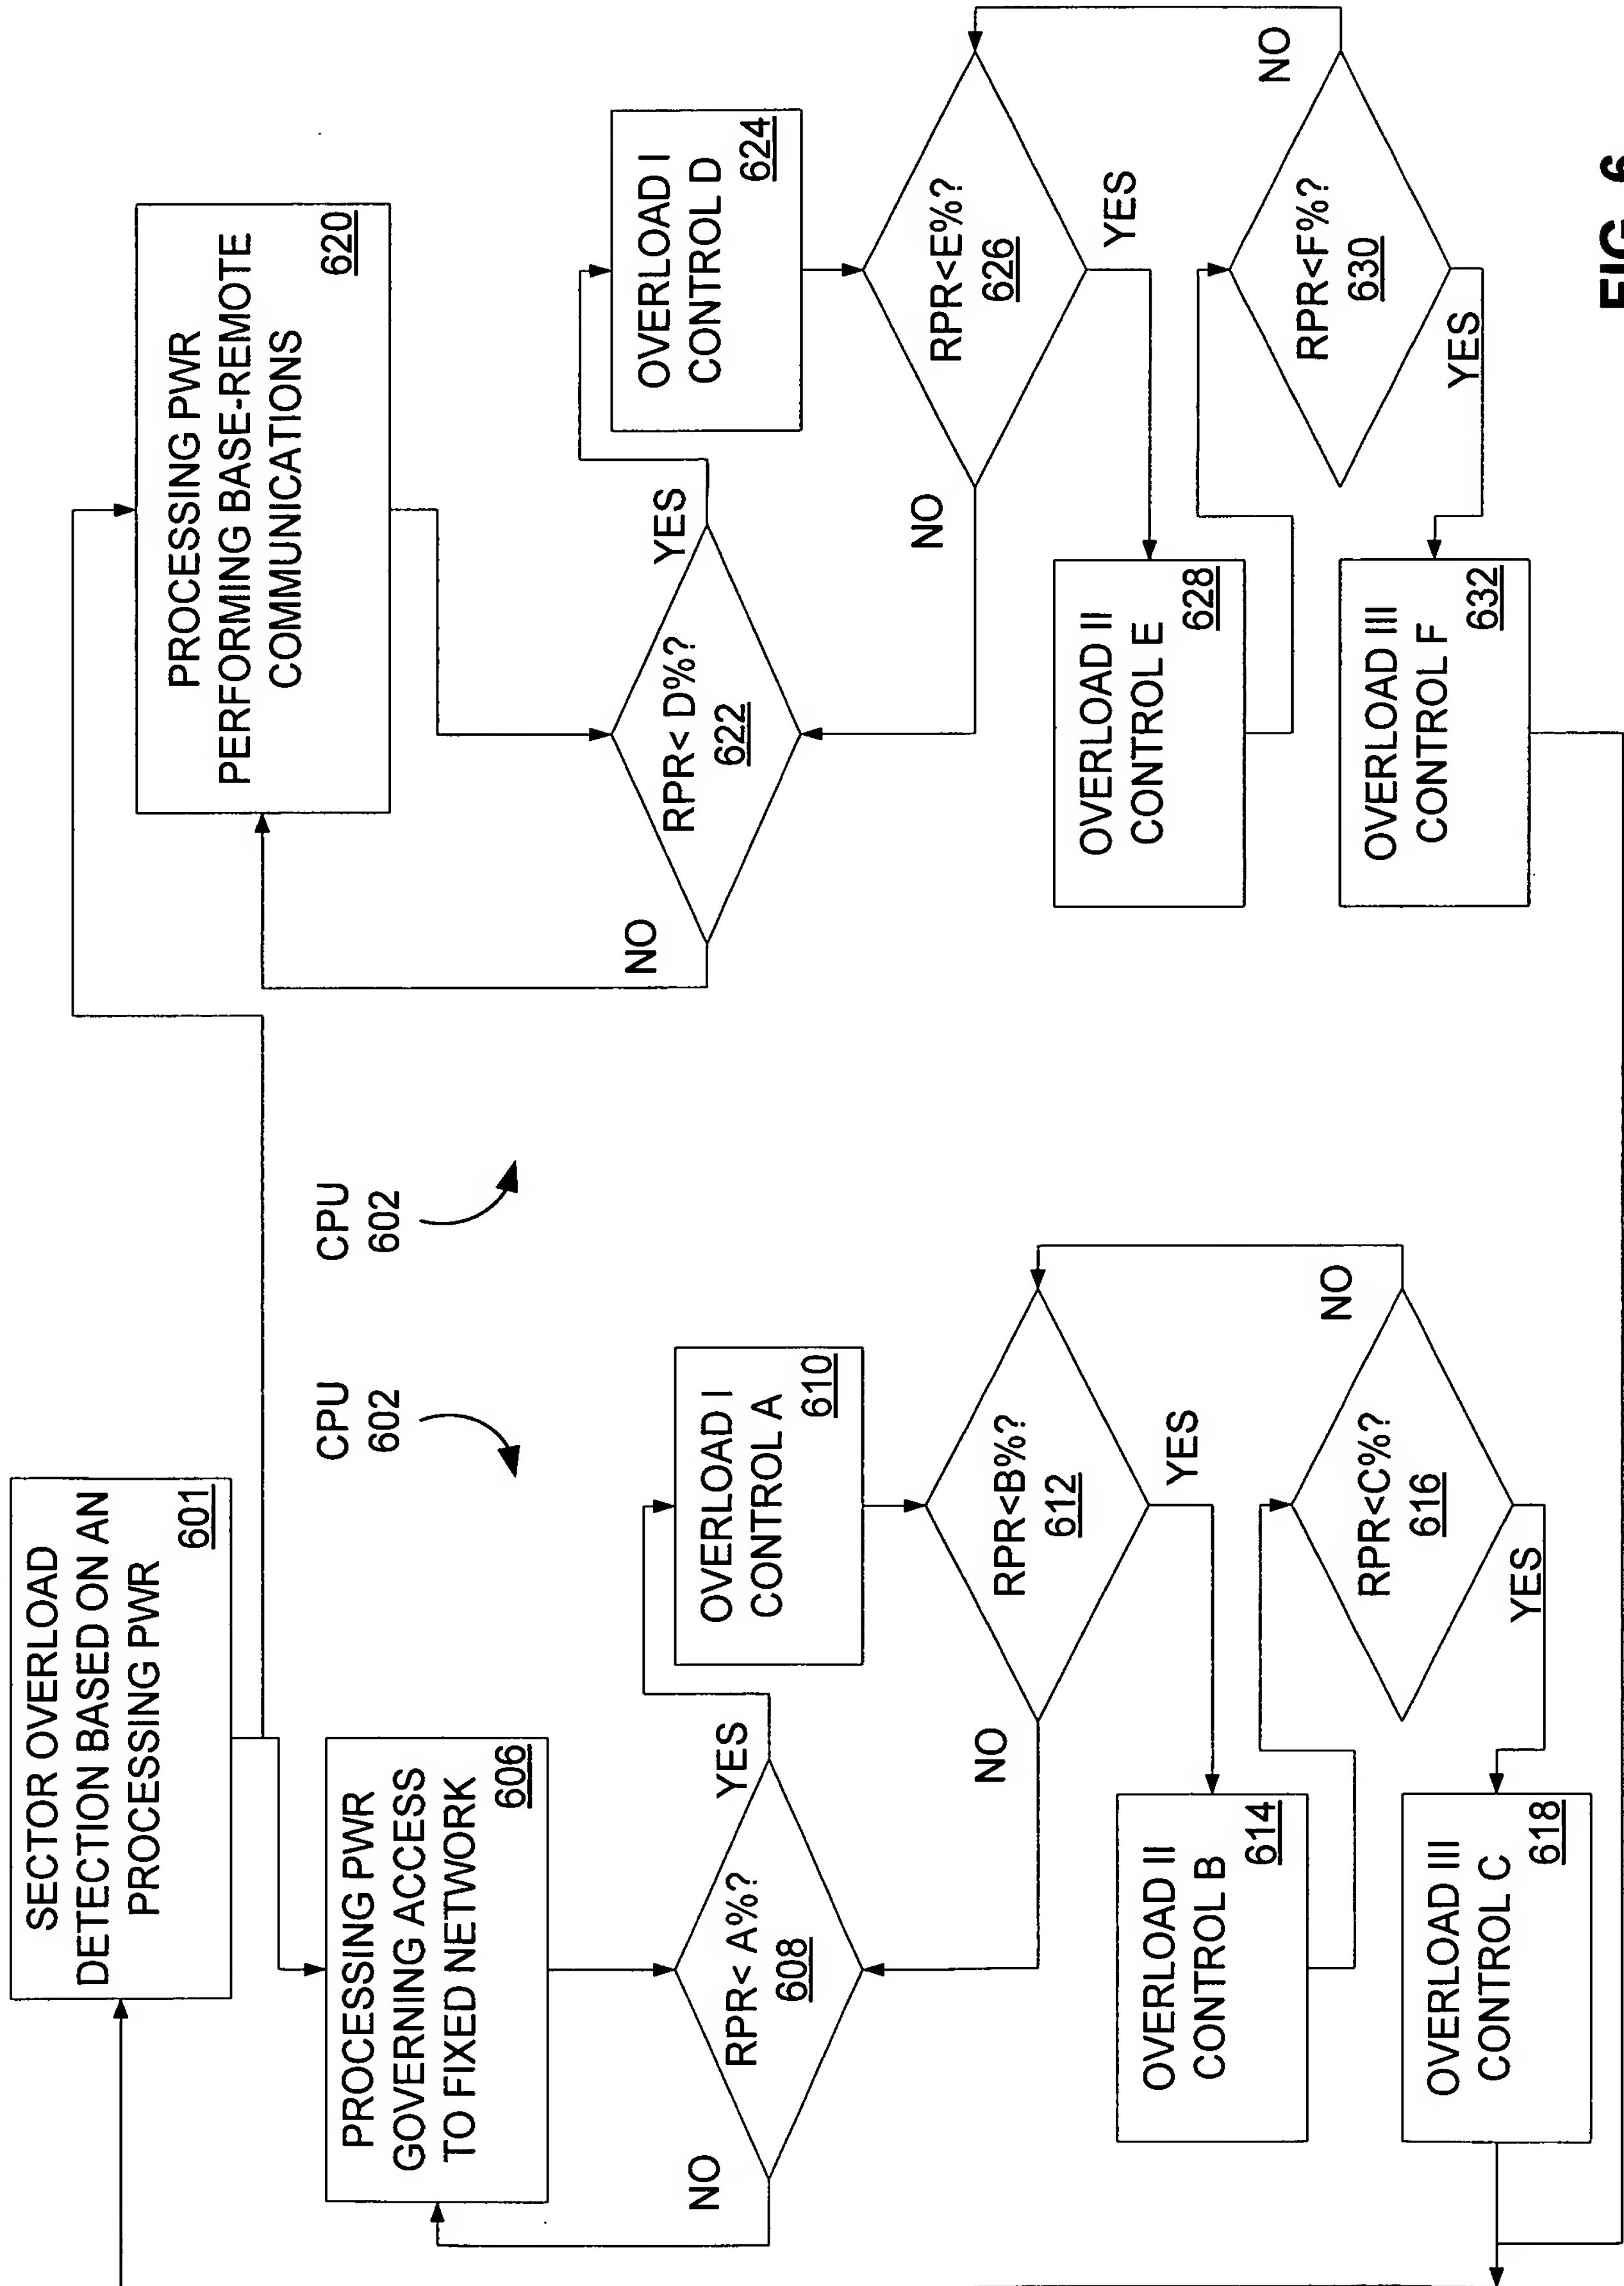 SECTOR OVERLOAD
DETECTION BASED ON AN
PROCESSING PWR
601
CPU
602
CPU
602
PROCESSING PWR
GOVERNING ACCESS
TO FIXED NETWORK
606
RPR< A%?
608
NO
YES
OVERLOAD I
CONTROL A
610
RPR<B%?
612
NO
YES
OVERLOAD II
CONTROL B
614
RPR<C%?
616
NO
YES
OVERLOAD III
CONTROL C
618
PROCESSING PWR
PERFORMING BASE-REMOTE
COMMUNICATIONS
620
RPR< D%?
622
NO
YES
OVERLOAD I
CONTROL D
624
RPR<E%?
626
NO
YES
OVERLOAD II
CONTROL E
628
RPR<F%?
630
NO
YES
OVERLOAD III
CONTROL F
632
FIG. 6